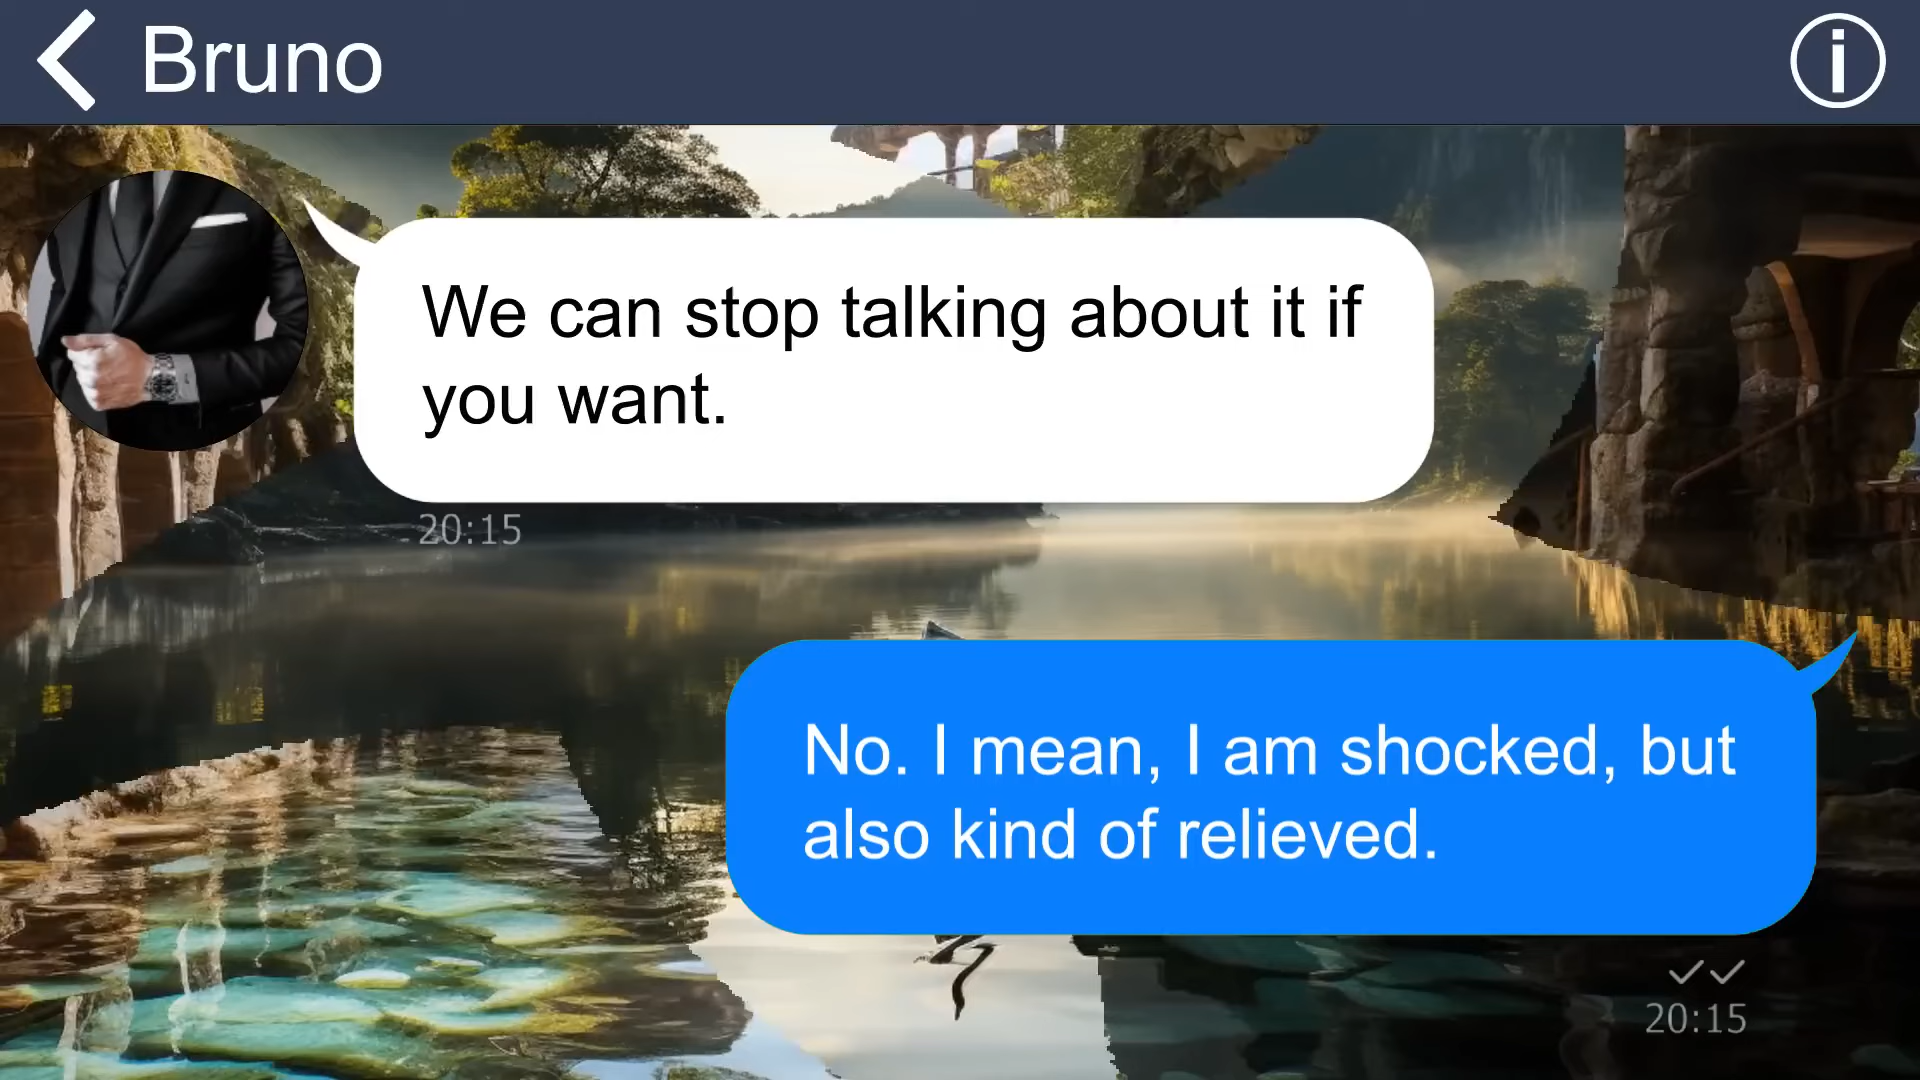 Bruno
We can stop talking about it if
you want.
20:15
No. I mean, I am shocked, but
also kind of relieved.
20:15